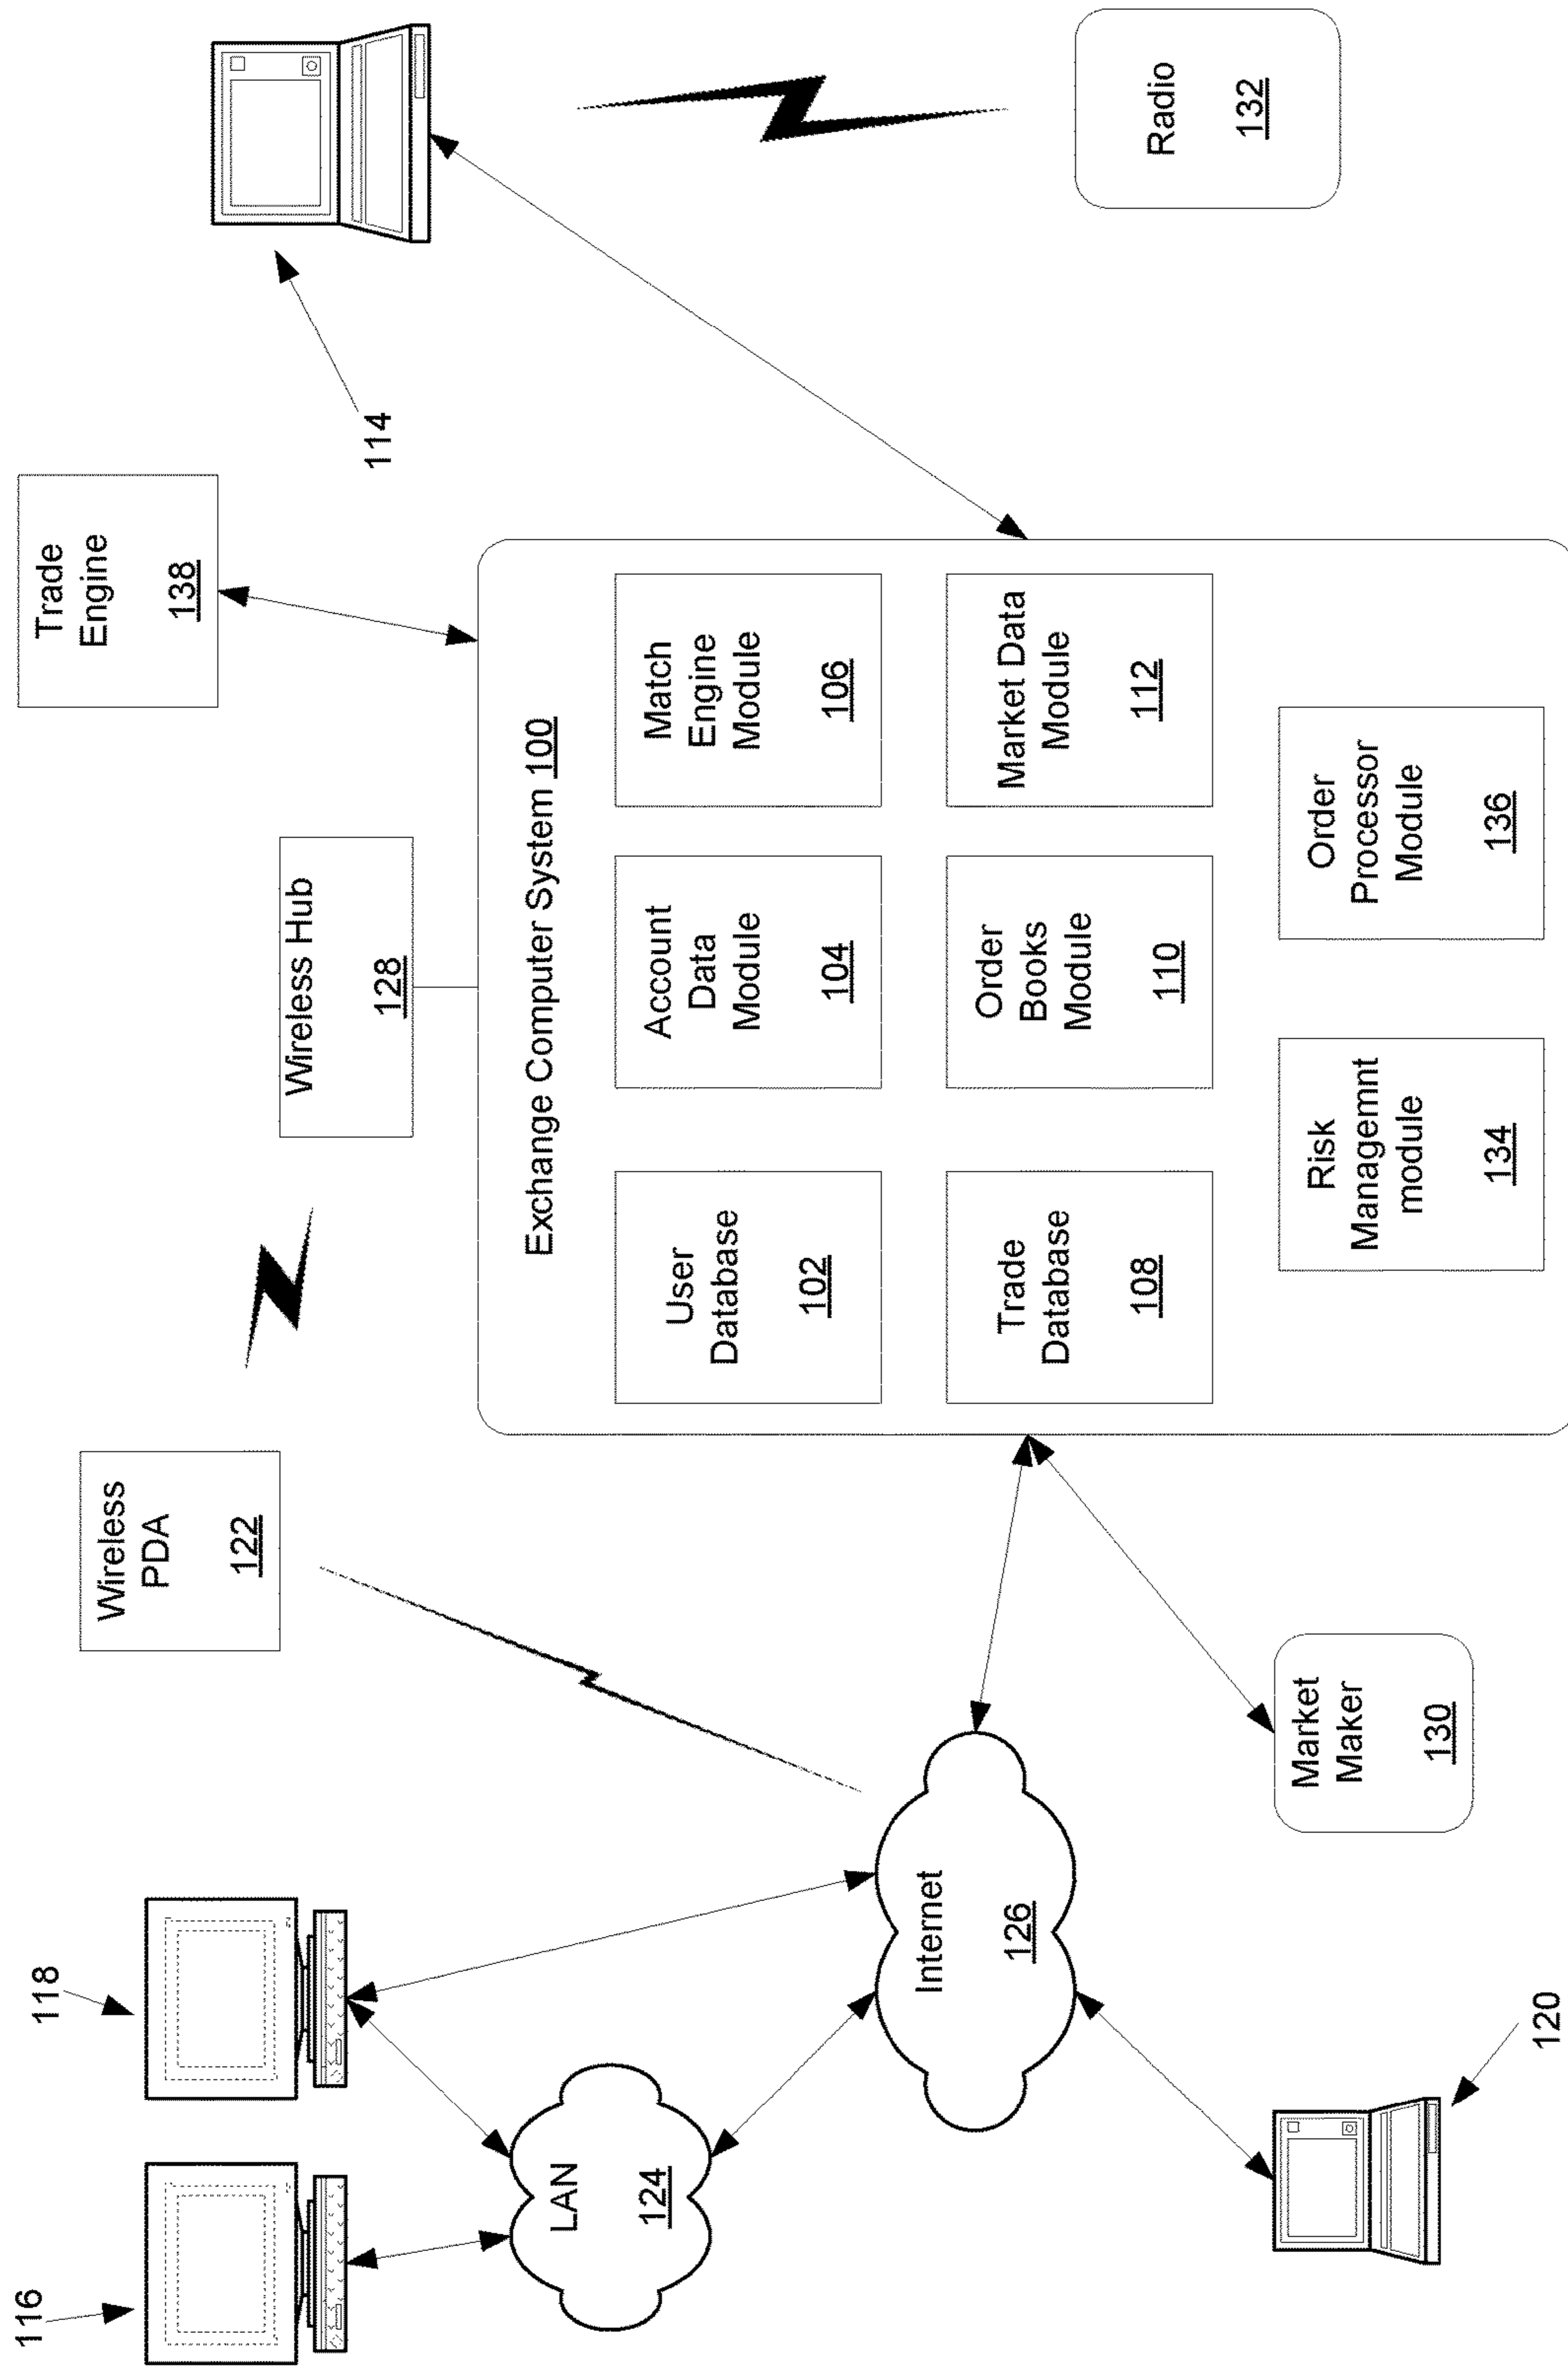 116
118
Wireless
PDA
122
Wireless Hub
128
Trade
Engine
138
114
LAN
124
Internet
126
120
Market
Maker
130
Exchange Computer System 100
User
Database
102
Account
Data
Module
104
Match
Engine
Module
106
Trade
Database
108
Order
Books
Module
110
Market Data
Module
112
Risk
Managemnt
module
134
Order
Processor
Module
136
Radio
132